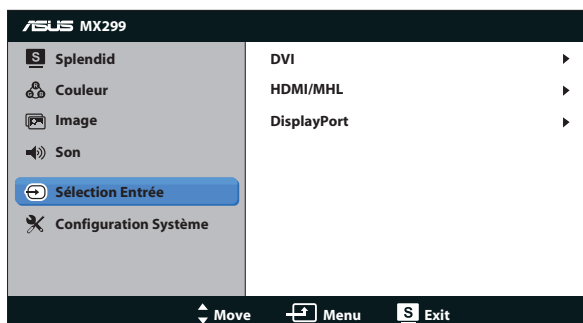 ASUS MX299
S Splendid
Couleur
Image
Son
Sélection Entrée
Configuration Système
DVI
HDMI/MHL
DisplayPort
Move Menu S Exit